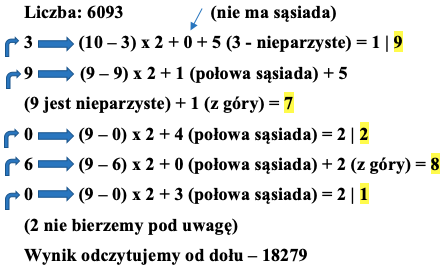 Liczba: 6093 (nie ma sąsiada)
3 (10 – 3) x 2 + 0 + 5 (3 - nieparzyste) = 1 | 9
9 (9 – 9) x 2 + 1 (połowa sąsiada) + 5
(9 jest nieparzyste) + 1 (z góry) = 7
0 (9 – 0) x 2 + 4 (połowa sąsiada) = 2 | 2
6 (9 – 6) x 2 + 0 (połowa sąsiada) + 2 (z góry) = 8
0 (9 – 0) x 2 + 3 (połowa sąsiada) = 2 | 1
(2 nie bierzemy pod uwagę)
Wynik odczytujemy od dołu – 18279